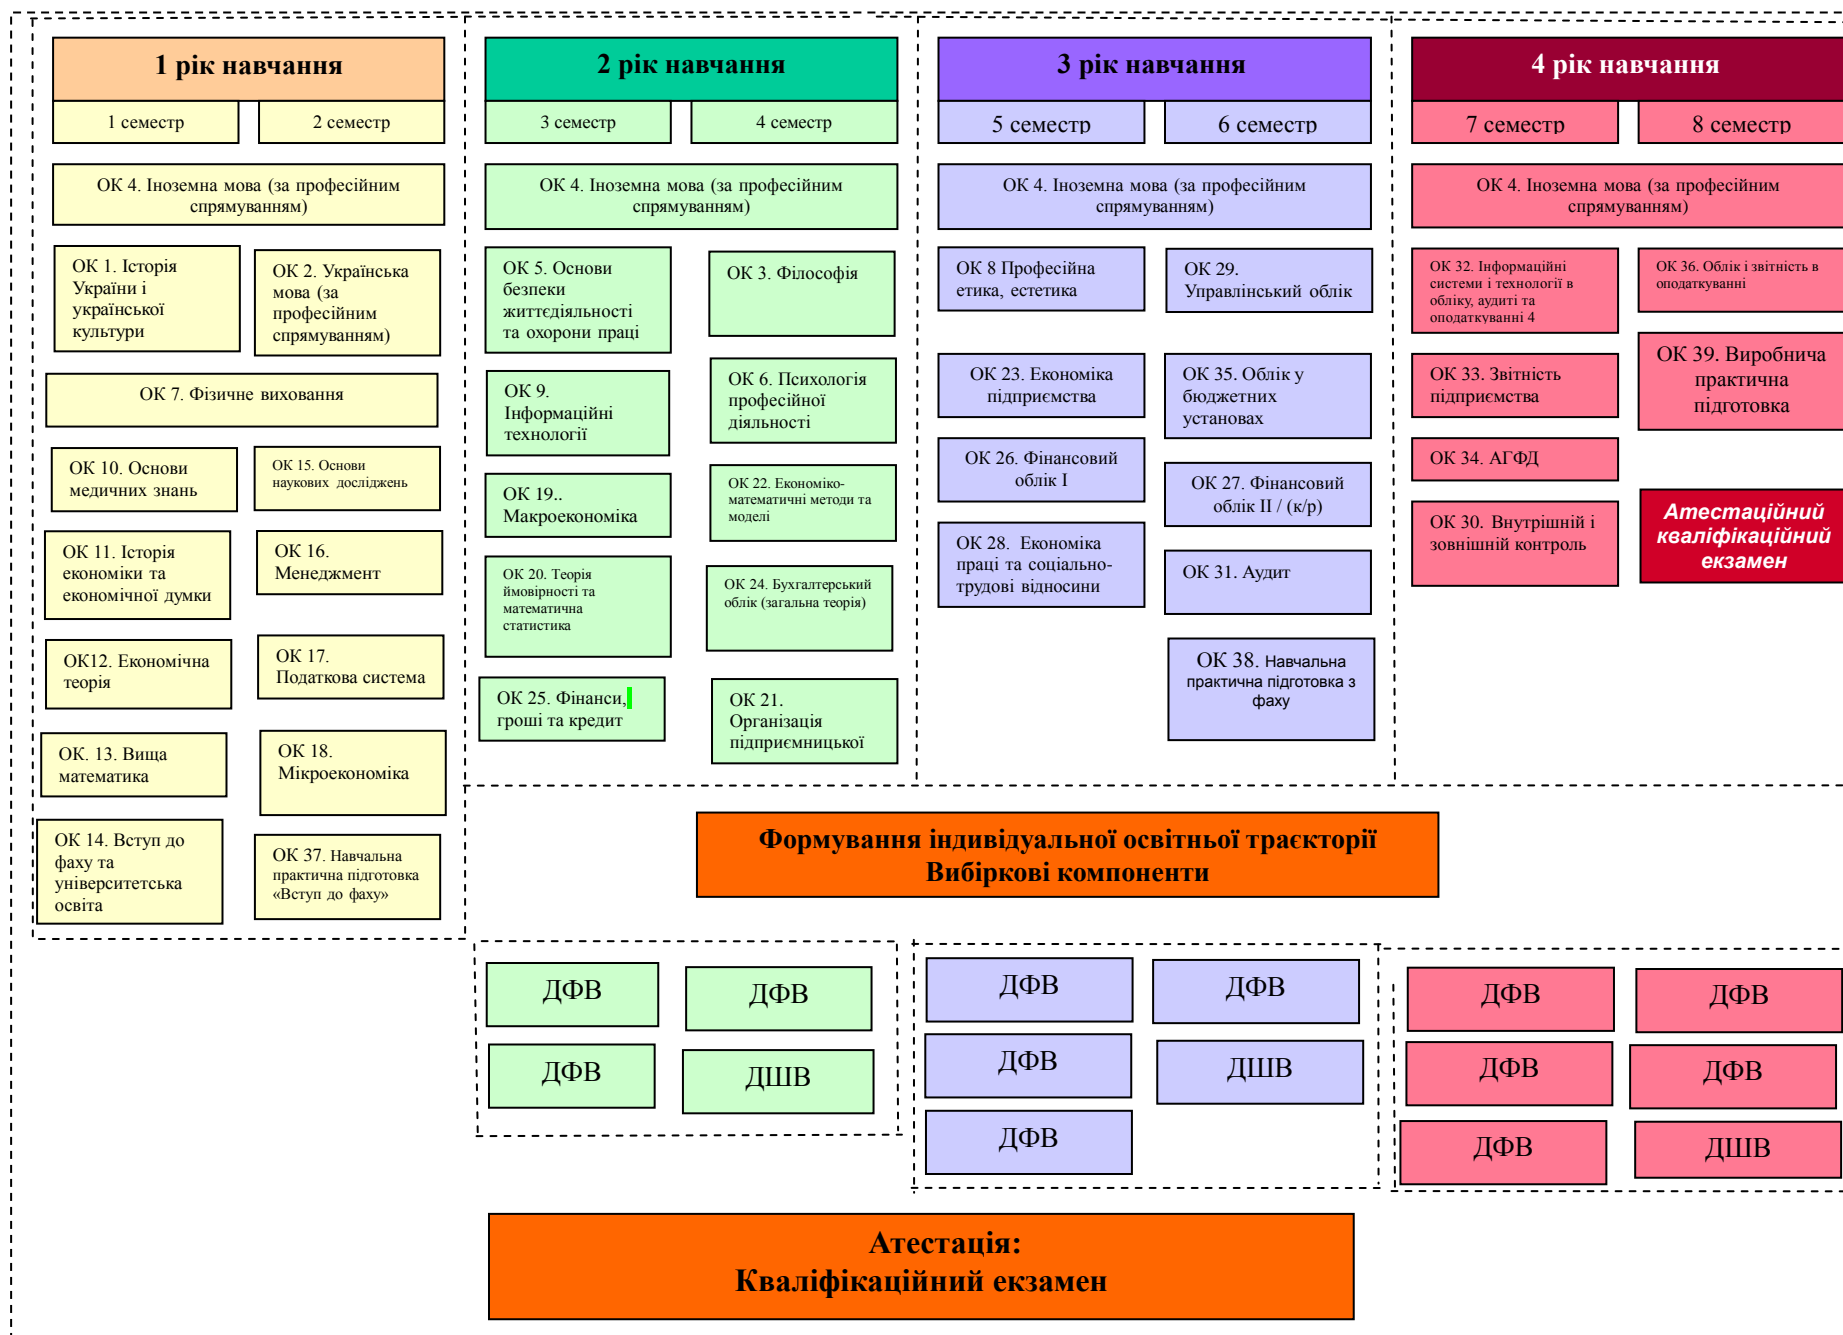 1 рік навчання
1 семестр
2 семестр
ОК 4. Іноземна мова (за професійним
спрямуванням)
ОК 1. Історія
України і
української
культури
ОК 2. Українська
мова (за
професійним
спрямуванням)
ОК 7. Фізичне виховання
ОК 10. Основи
медичних знань
ОК 15. Основи
наукових досліджень
ОК 11. Історія
економіки та
економічної думки
ОК 16.
Менеджмент
ОК12. Економічна
теорія
ОК 17.
Податкова система
ОК. 13. Вища
математика
ОК 18.
Мікроекономіка
ОК 14. Вступ до
фаху та
університетська
освіта
ОК 37. Навчальна
практична підготовка
«Вступ до фаху»
2 рік навчання
3 семестр
4 семестр
ОК 4. Іноземна мова (за професійним
спрямуванням)
ОК 5. Основи
безпеки
життєдіяльності
та охорони праці
ОК 3. Філософія
ОК 9.
Інформаційні
технології
ОК 6. Психологія
професійної
діяльності
ОК 19..
Макроекономіка
ОК 22. Економіко-
математичні методи та
моделі
ОК 20. Теорія
ймовірності та
математична
статистика
ОК 24. Бухгалтерський
облік (загальна теорія)
ОК 25. Фінанси,
гроші та кредит
ОК 21.
Організація
підприємницької
3 рік навчання
5 семестр
6 семестр
ОК 4. Іноземна мова (за професійним
спрямуванням)
ОК 8 Професійна
етика, естетика
ОК 29.
Управлінський облік
ОК 23. Економіка
підприємства
ОК 35. Облік у
бюджетних
установах
ОК 26. Фінансовий
облік І
ОК 27. Фінансовий
облік ІІ / (к/р)
ОК 28. Економіка
праці та соціально-
трудові відносини
ОК 31. Аудит
ОК 38. Навчальна
практична підготовка з
фаху
4 рік навчання
7 семестр
8 семестр
ОК 4. Іноземна мова (за професійним
спрямуванням)
ОК 32. Інформаційні
системи і технології в
обліку, аудиті та
оподаткуванні 4
ОК 36. Облік і звітність в
оподаткуванні
ОК 33. Звітність
підприємства
ОК 39. Виробнича
практична
підготовка
ОК 34. АГФД
ОК 30. Внутрішній і
зовнішній контроль
Атестаційний
кваліфікаційний
екзамен
Формування індивідуальної освітньої траєкторії
Вибіркові компоненти
ДФВ
ДФВ
ДФВ
ДШВ
ДФВ
ДФВ
ДФВ
ДШВ
ДФВ
ДФВ
ДФВ
ДФВ
ДФВ
ДФВ
ДШВ
Атестація:
Кваліфікаційний екзамен